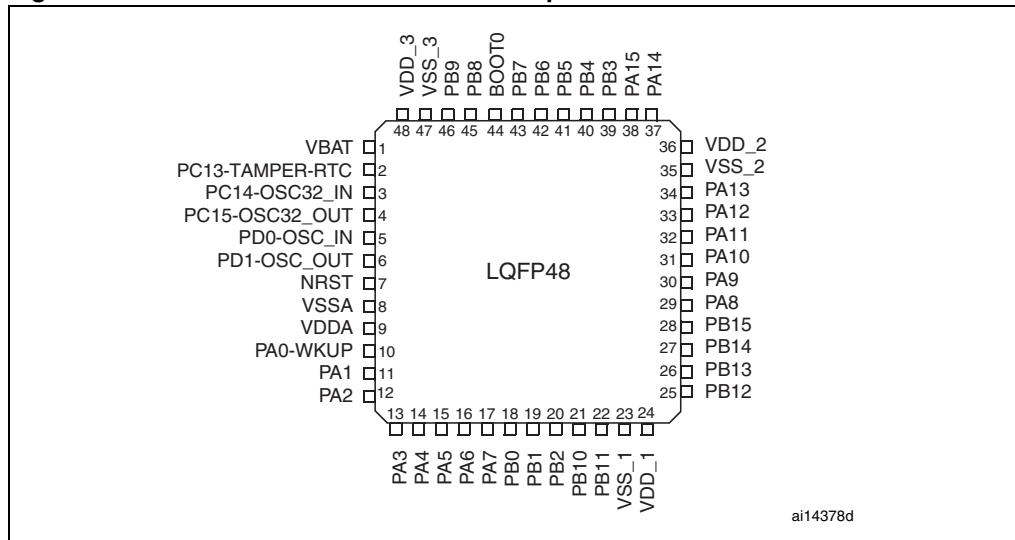 VDD_3
VSS_3
PB9
PB8
BOOT0
PB7
PB6
PB5
PB4
PB3
PA15
PA14
48 47 46 45 44 43 42 41 40 39 38 37
VBAT 1
PC13-TAMPER-RTC 2
PC14-OSC32_IN 3
PC15-OSC32_OUT 4
PD0-OSC_IN 5
PD1-OSC_OUT 6
NRST 7
VSSA 8
VDDA 9
PA0-WKUP 10
PA1 11
PA2 12
LQFP48
36 VDD_2
35 VSS_2
34 PA13
33 PA12
32 PA11
31 PA10
30 PA9
29 PA8
28 PB15
27 PB14
26 PB13
25 PB12
13 14 15 16 17 18 19 20 21 22 23 24
PA3
PA4
PA5
PA6
PA7
PB0
PB1
PB2
PB10
PB11
VSS_1
VDD_1
ai14378d